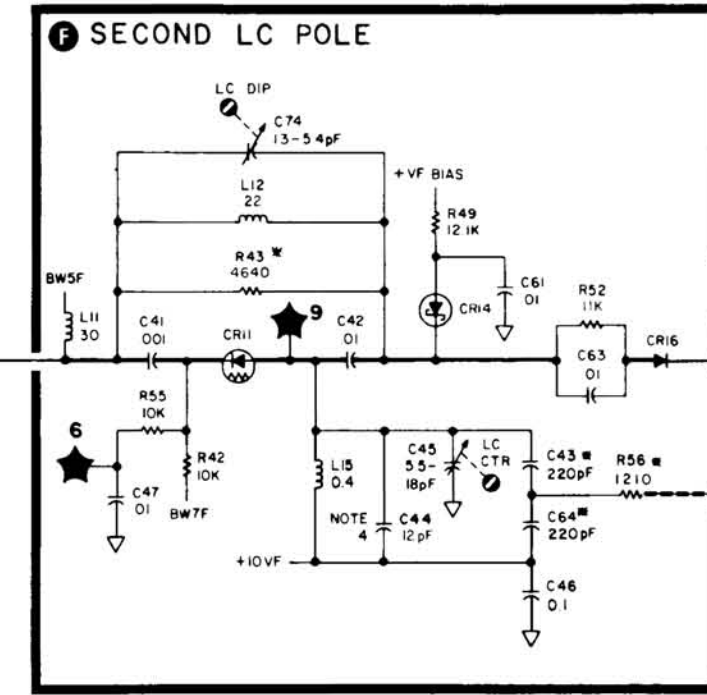 F SECOND LC POLE
LC DIP
C74
13-5.4pF
L12
22
+VF BIAS
R49
12.1K
R43 *
4640
BW5F
9
C61
01
R52
11K
L11
30
C41
001
CR11
C42
01
CR14
C63
01
CR16
R55
10K
6
R42
10K
C47
01
BW7F
L15
0.4
C45
5.5-
18pF
LC
CTR
C43 *
220pF
R56 *
1210
NOTE
4
C44
12pF
C64 *
220pF
+10VF
C46
0.1